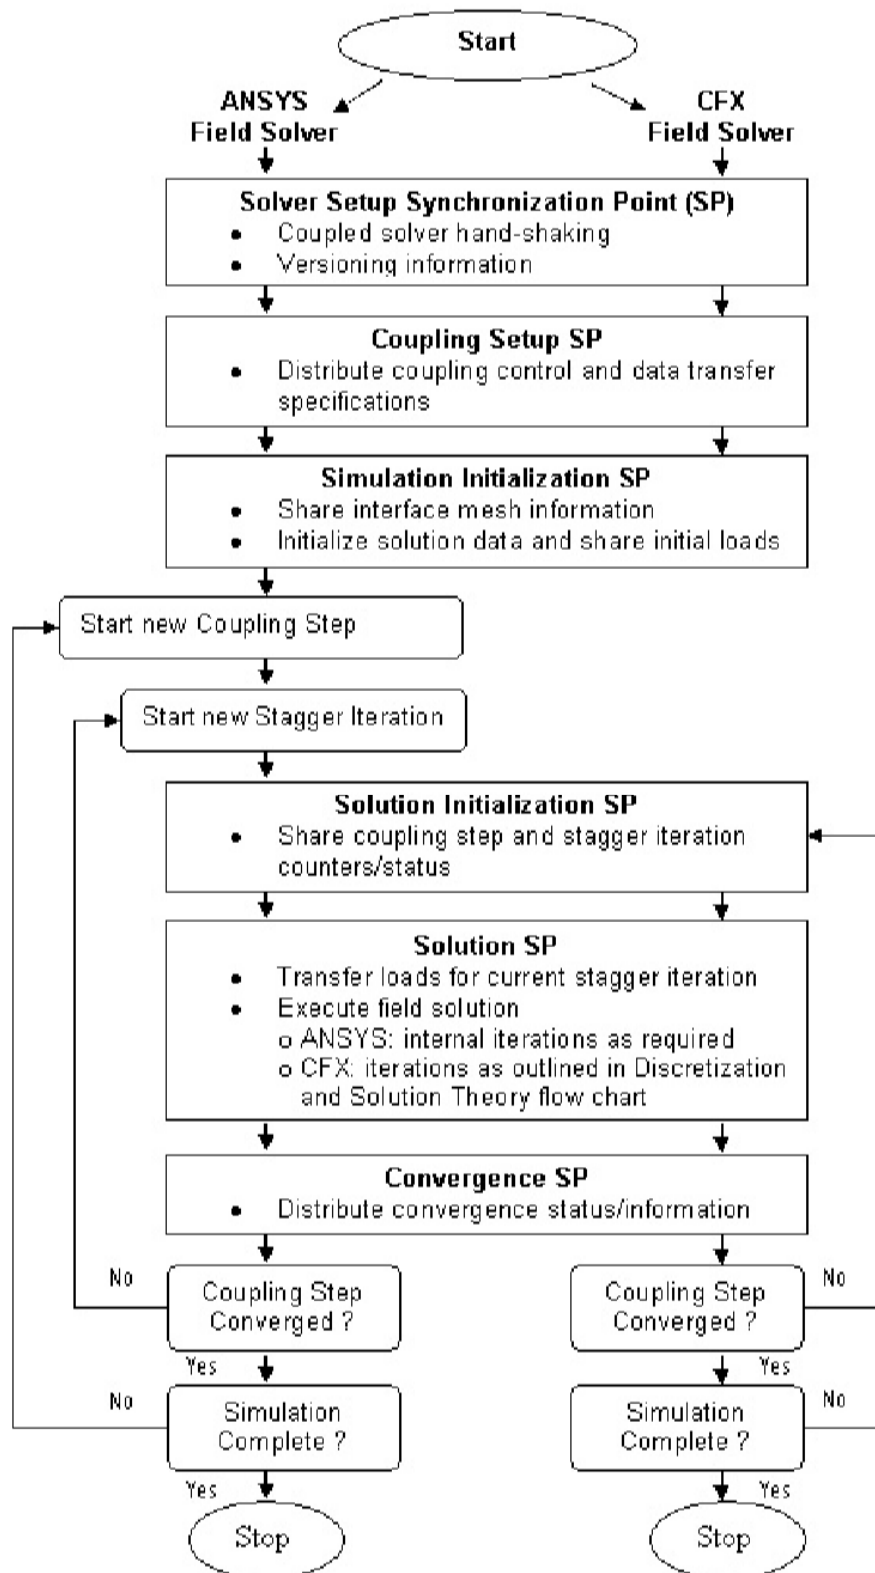 Start
ANSYS
Field Solver
CFX
Field Solver
Solver Setup Synchronization Point (SP)
• Coupled solver hand-shaking
• Versioning information
Coupling Setup SP
• Distribute coupling control and data transfer
specifications
Simulation Initialization SP
• Share interface mesh information
• Initialize solution data and share initial loads
Start new Coupling Step
Start new Stagger Iteration
Solution Initialization SP
• Share coupling step and stagger iteration
counters/status
Solution SP
• Transfer loads for current stagger iteration
• Execute field solution
o ANSYS: internal iterations as required
o CFX: iterations as outlined in Discretization
and Solution Theory flow chart
Convergence SP
• Distribute convergence status/information
No
Coupling Step
Converged ?
Yes
No
Simulation
Complete ?
Yes
Stop
Coupling Step
Converged ?
No
Yes
Simulation
Complete ?
No
Yes
Stop